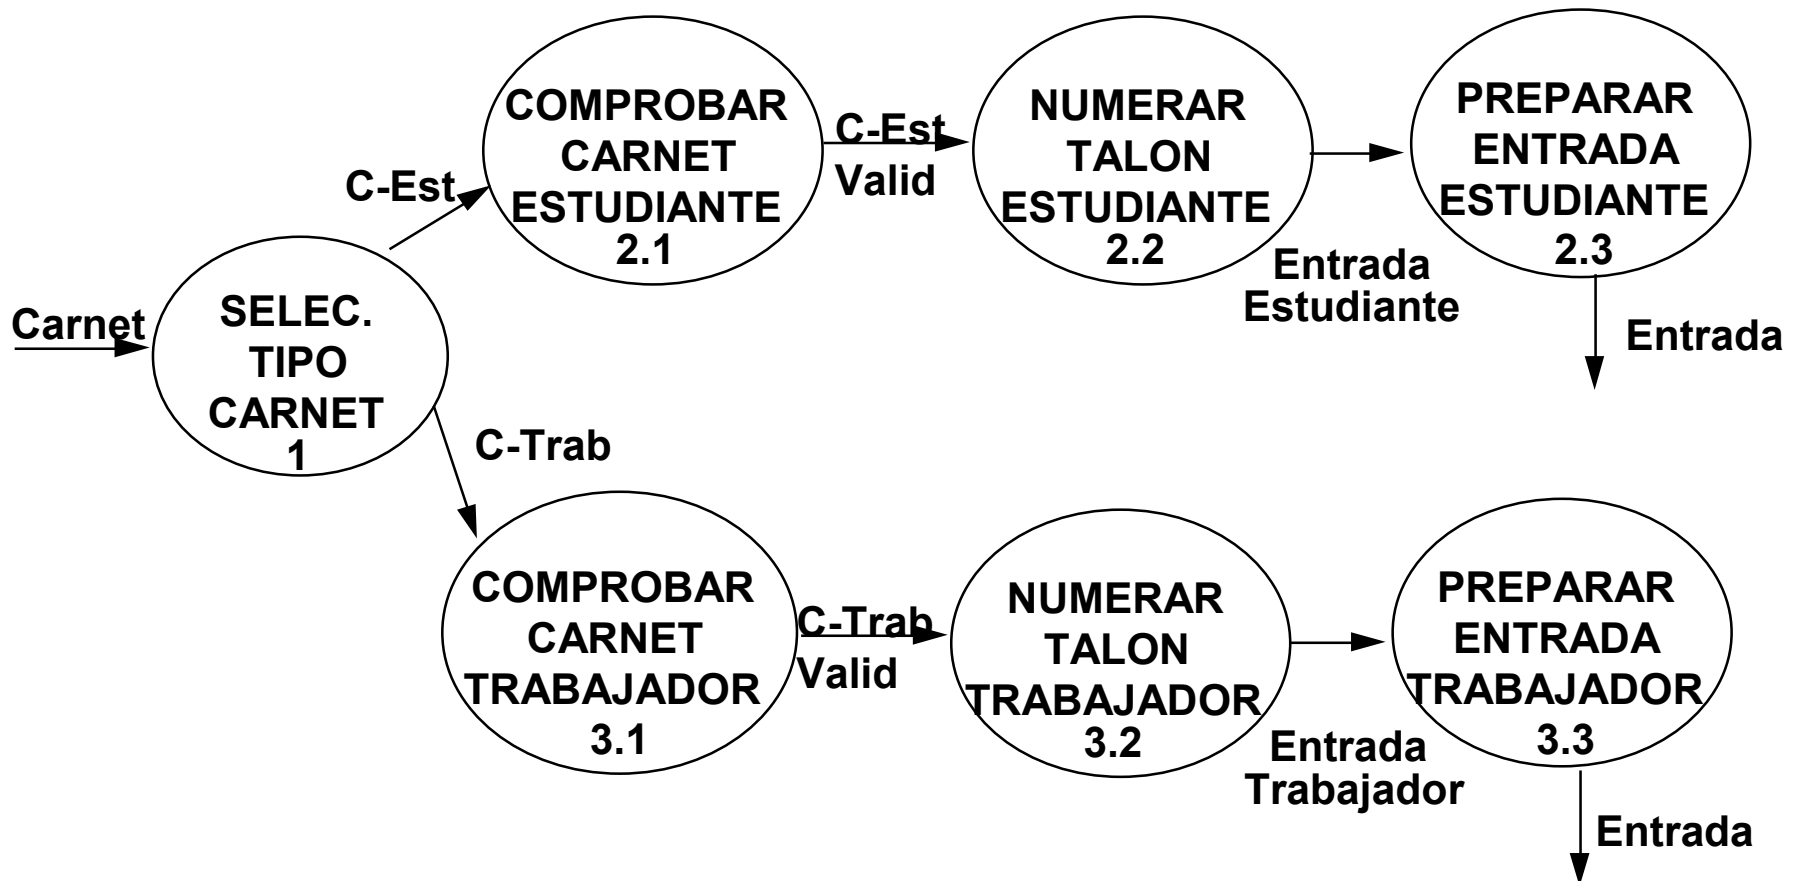 Carnet
SELEC.
TIPO
CARNET
1
C-Est
COMPROBAR
CARNET
ESTUDIANTE
2.1
C-Est
Valid
NUMERAR
TALON
ESTUDIANTE
2.2
Entrada
Estudiante
PREPARAR
ENTRADA
ESTUDIANTE
2.3
Entrada
C-Trab
COMPROBAR
CARNET
TRABAJADOR
3.1
C-Trab
Valid
NUMERAR
TALON
TRABAJADOR
3.2
Entrada
Trabajador
PREPARAR
ENTRADA
TRABAJADOR
3.3
Entrada